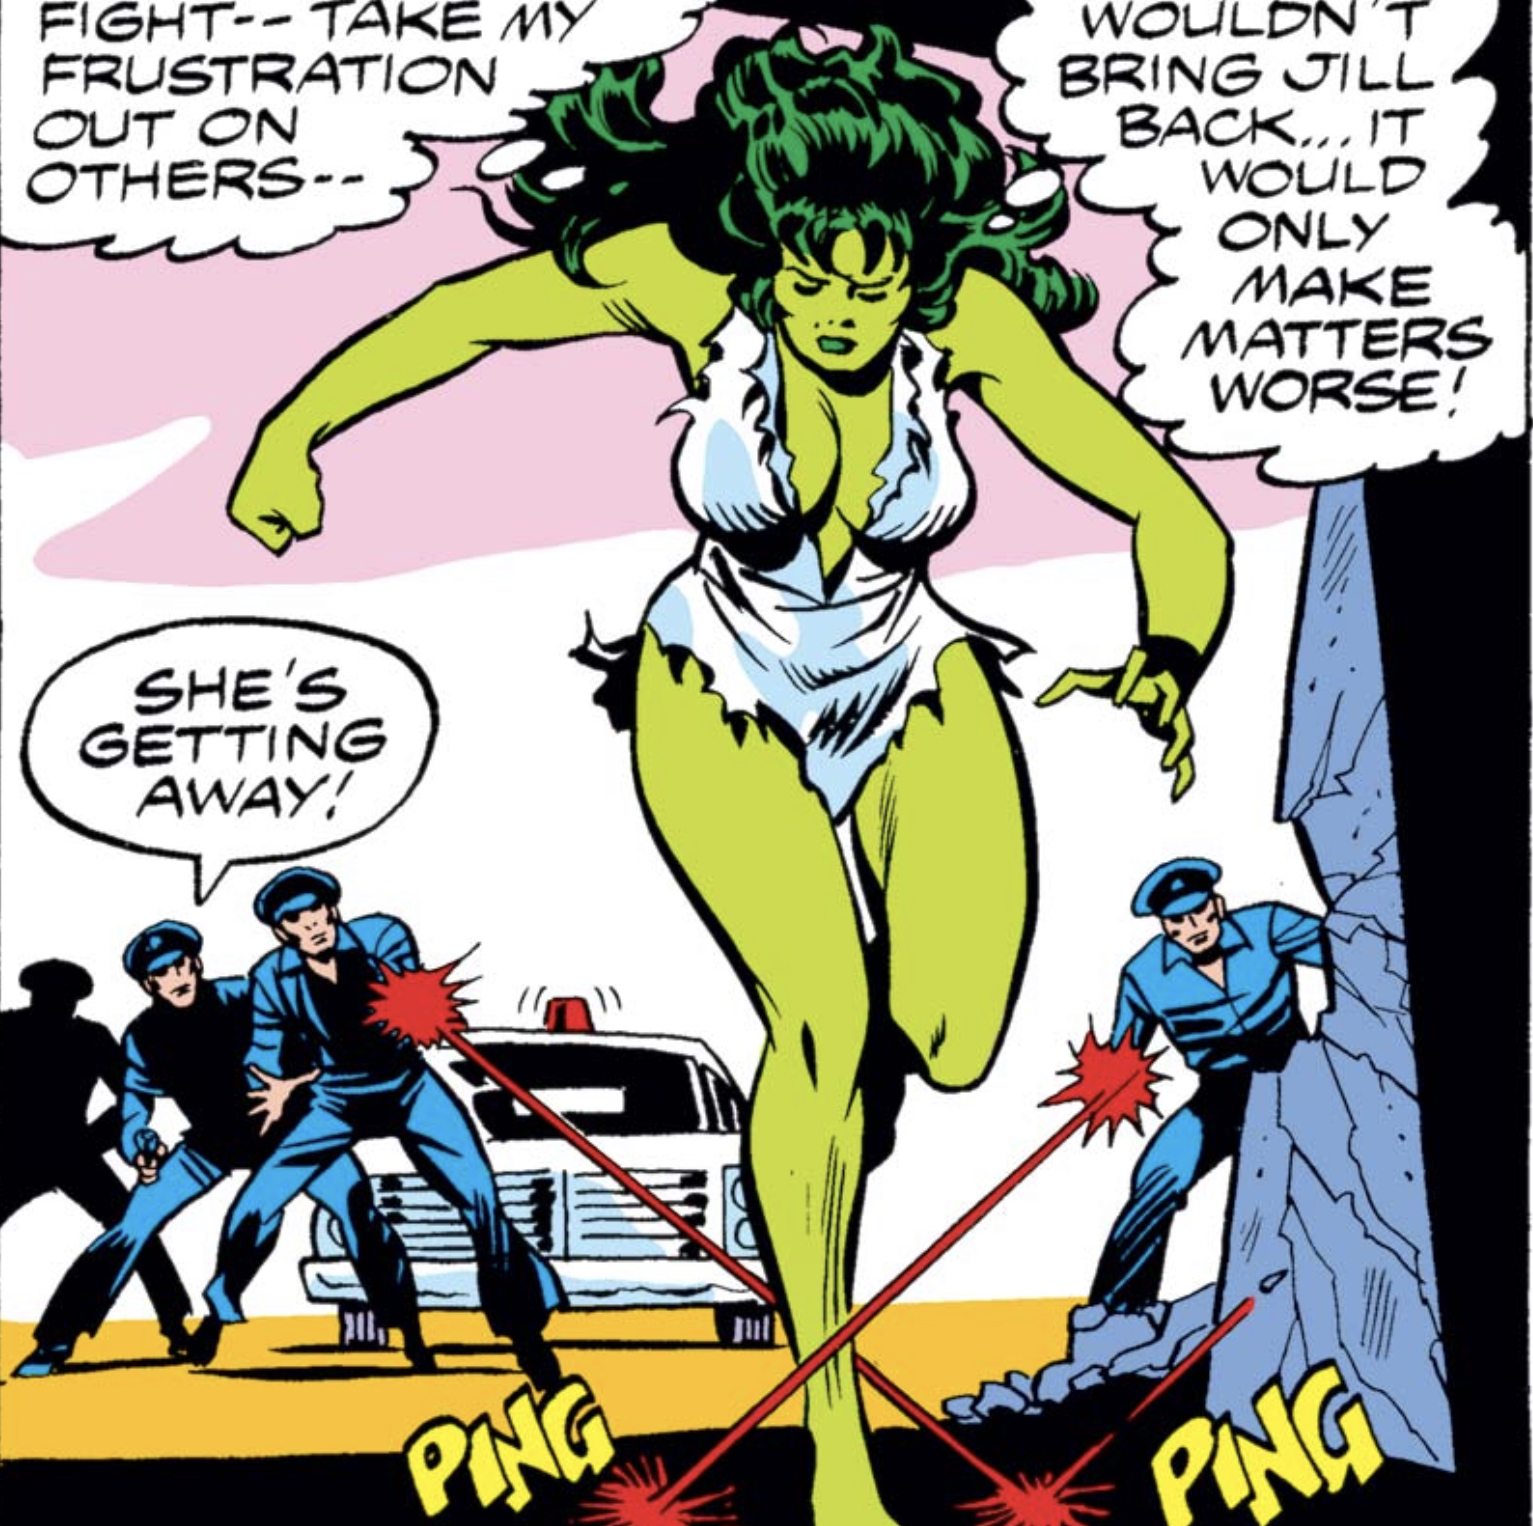 FIGHT-- TAKE MY
FRUSTRATION
OUT ON
OTHERS--
WOULDN'T
BRING JILL
BACK... IT
WOULD
ONLY
MAKE
MATTERS
WORSE!
SHE'S
GETTING
AWAY!
PING
PING